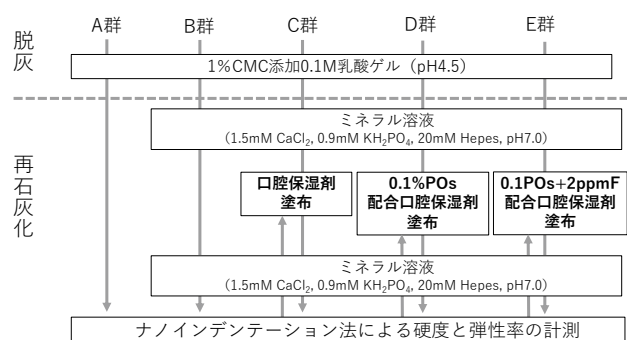 A群 B群 C群 D群 E群
脱灰
1%CMC添加0.1M乳酸ゲル（pH4.5）
ミネラル溶液
(1.5mM CaCl₂, 0.9mM KH₂PO₄, 20mM Hepes, pH7.0)
再石灰化
口腔保湿剤
塗布
0.1%POs
配合口腔保湿剤
塗布
0.1POs+2ppmF
配合口腔保湿剤
塗布
ミネラル溶液
(1.5mM CaCl₂, 0.9mM KH₂PO₄, 20mM Hepes, pH7.0)
ナノインデンテーション法による硬度と弾性率の計測